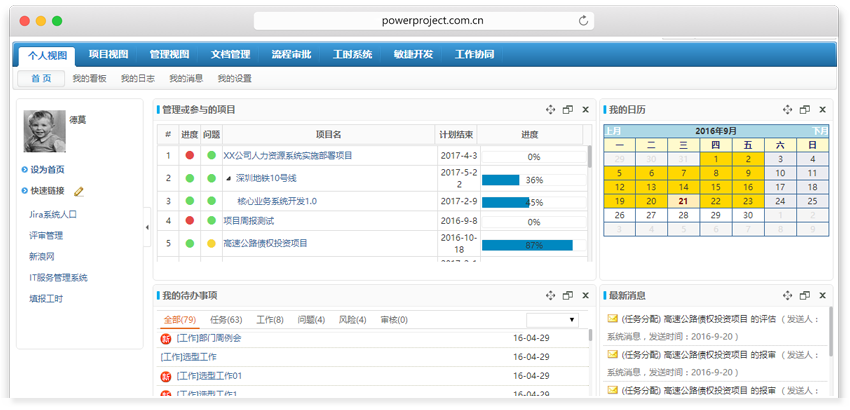 powerproject.com.cn
个人视图 项目视图 管理视图 文档管理 流程审批 工时系统 敏捷开发 工作协同
首 页 我的看板 我的日志 我的消息 我的设置
德莫
设为首页
快速链接
Jira系统人口
评审管理
新浪网
IT服务管理系统
填报工时
管理或参与的项目
# 进度 问题 项目名 计划结束 进度
1 XX公司人力资源系统实施部署项目 2017-4-3 0%
2 深圳地铁10号线 2017-5-2
2 36%
3 核心业务系统开发1.0 2017-2-9 45%
4 项目周报测试 2016-9-8 0%
5 高速公路债权投资项目 2016-10-
18 87%
我的日历
上月 2016年9月 下月
一 二 三 四 五 六 日
29 30 31 1 2 3 4
5 6 7 8 9 10 11
12 13 14 15 16 17 18
19 20 21 22 23 24 25
26 27 28 29 30 1 2
3 4 5 6 7 8 9
我的待办事项
全部(79) 任务(63) 工作(8) 问题(4) 风险(4) 审核(0)
新 [工作]部门周例会 16-04-29
[工作]选型工作 16-04-29
新 [工作]选型工作01 16-04-29
新 [工作]选型工作1 16-04-29
最新消息
(任务分配) 高速公路债权投资项目 的评估 ( 发送人：
系统消息，发送时间：2016-9-20 )
(任务分配) 高速公路债权投资项目 的报审 ( 发送人：
系统消息，发送时间：2016-9-20 )
(任务分配) 高速公路债权投资项目 的报审 ( 发送人：